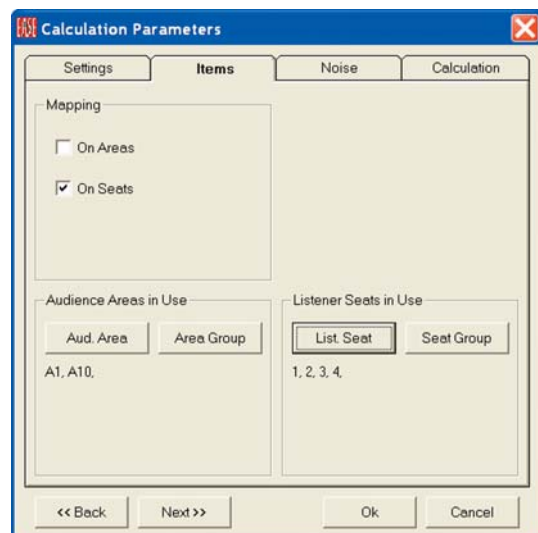 EASE Calculation Parameters
Settings Items Noise Calculation
Mapping
On Areas
On Seats
Audience Areas in Use
Aud. Area Area Group
A1, A10,
Listener Seats in Use
List. Seat Seat Group
1, 2, 3, 4,
<< Back Next >> Ok Cancel